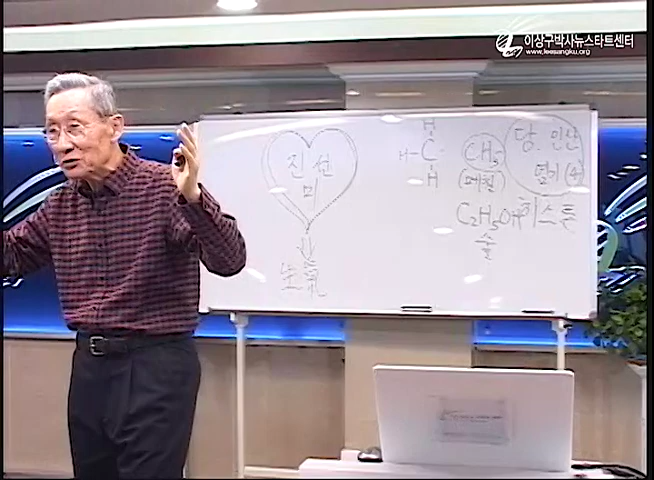 이상구박사뉴스타트센터
www.leesangku.org
진 선
미
生氣
H
H-C-
H
CH3
(메칠)
당. 인산
염기(4)
C2H5OH
술
히스톤